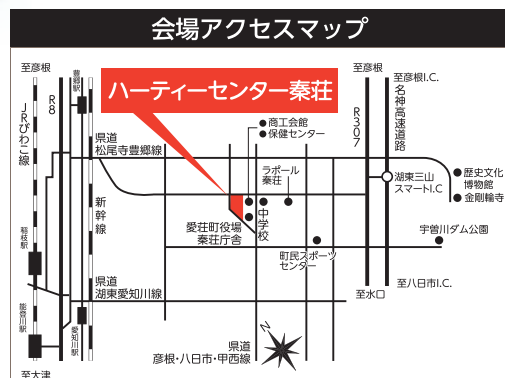 会場アクセスマップ
至彦根
至彦根
至彦根I.C.
豊郷駅
R8
JRびわこ線
ハーティーセンター秦荘
R307
名神高速道路
商工会館
保健センター
県道
松尾寺豊郷線
ラポール
秦荘
湖東三山
スマートI.C
歴史文化
博物館
金剛輪寺
新幹線
中学校
愛荘町役場
秦荘庁舎
稲枝駅
宇曽川ダム公園
町民スポーツ
センター
県道
湖東愛知川線
至八日市I.C.
至水口
能登川駅
愛知川駅
県道
彦根・八日市・甲西線
N
至大津